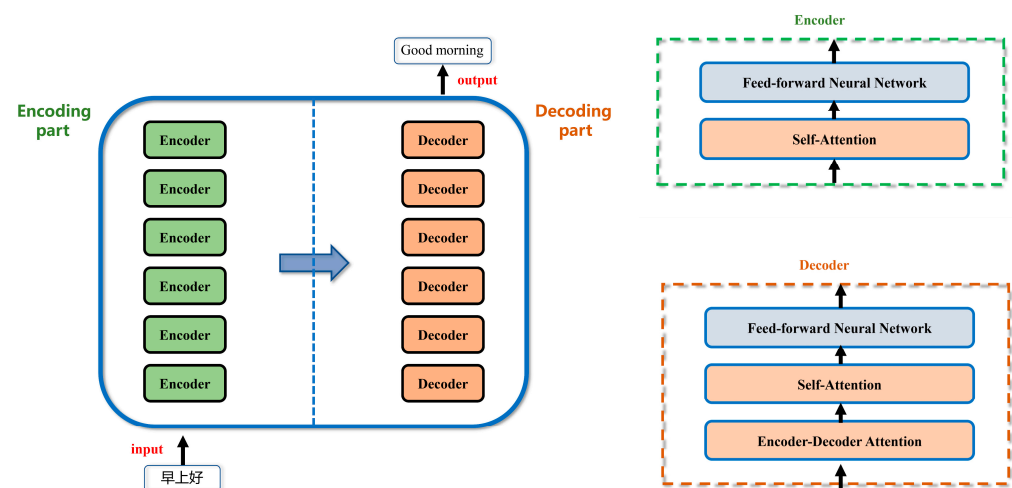 Good morning
output
Encoding
part
Decoding
part
Encoder
Encoder
Encoder
Encoder
Encoder
Encoder
Decoder
Decoder
Decoder
Decoder
Decoder
Decoder
input
早上好
Encoder
Feed-forward Neural Network
Self-Attention
Decoder
Feed-forward Neural Network
Self-Attention
Encoder-Decoder Attention